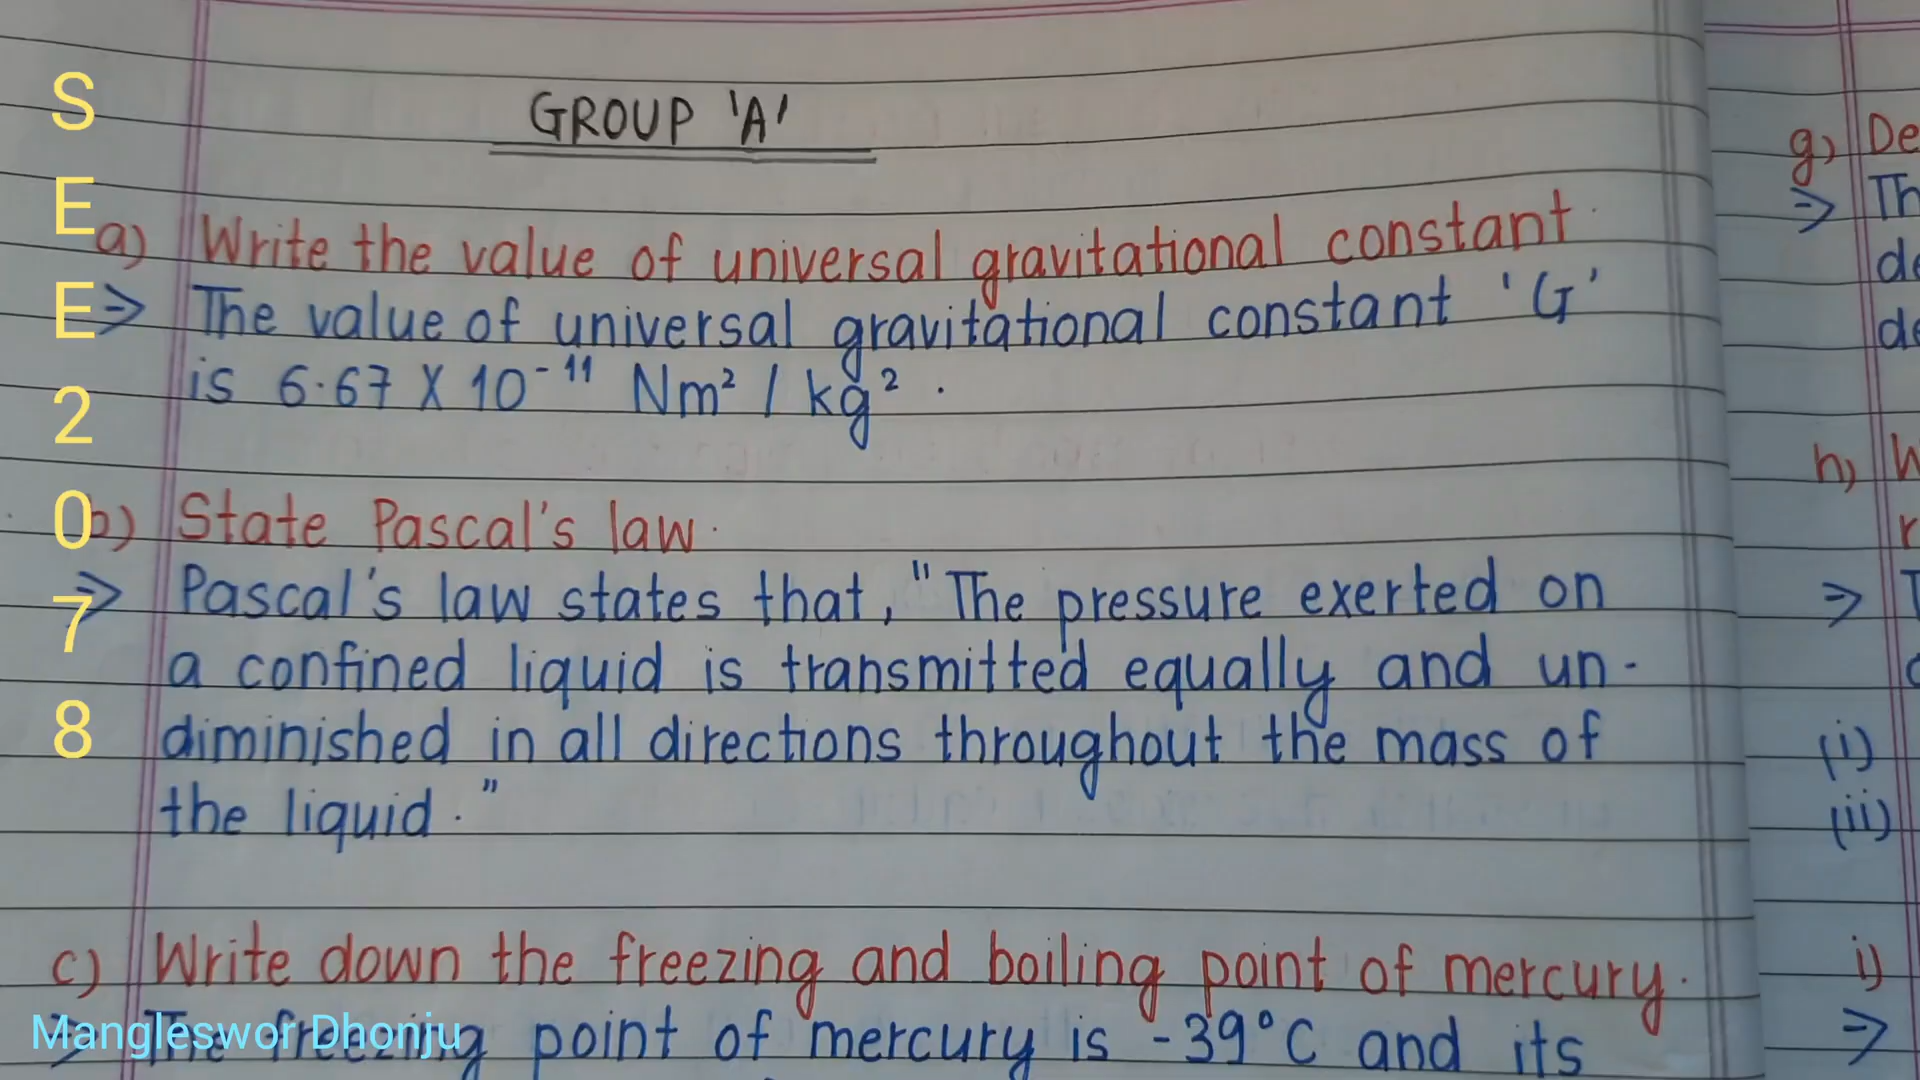 GROUP 'A'
a) Write the value of universal gravitational constant.
⇒ The value of universal gravitational constant 'G'
is 6.67 X 10⁻¹¹ Nm² / kg² .
b) State Pascal's law.
⇒ Pascal's law states that, "The pressure exerted on
a confined liquid is transmitted equally and un-
diminished in all directions throughout the mass of
the liquid."
c) Write down the freezing and boiling point of mercury.
⇒ The freezing point of mercury is -39°C and its
g)
⇒
h)
⇒
(i)
(ii)
i)
⇒
S
E
E
2
0
7
8
Mangleswor Dhonju